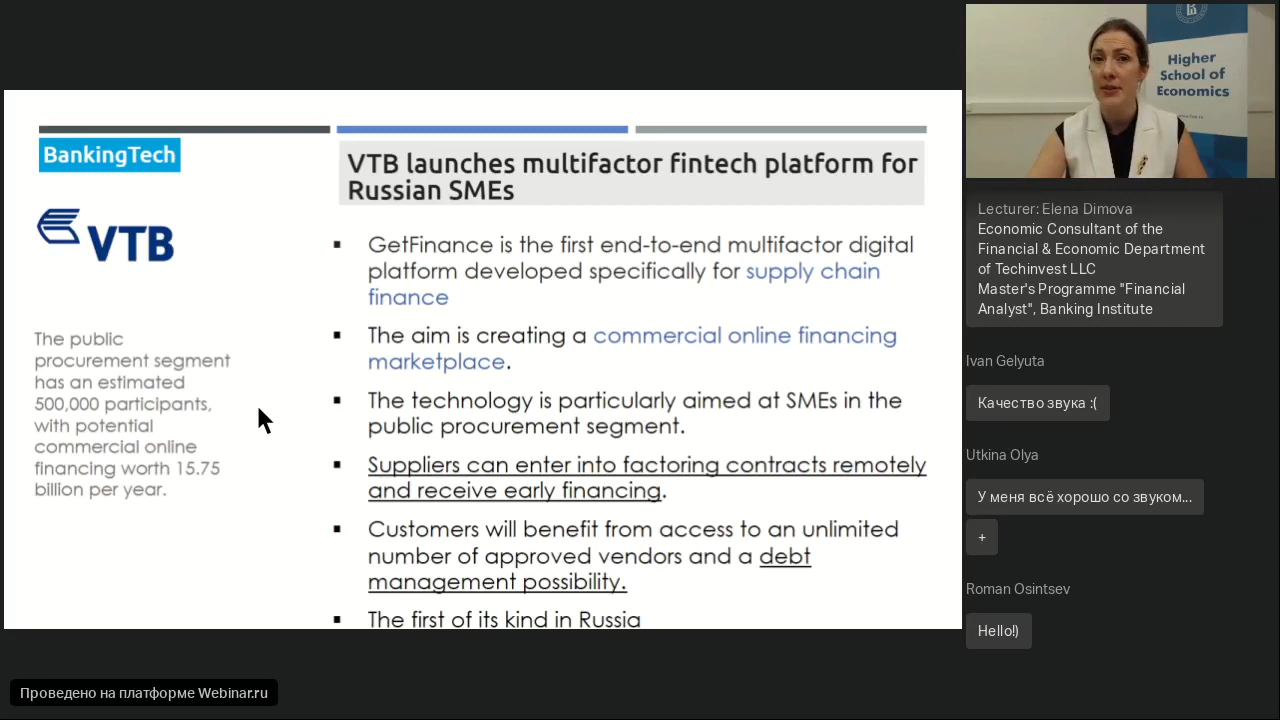 BankingTech
VTB
The public
procurement segment
has an estimated
500,000 participants,
with potential
commercial online
financing worth 15.75
billion per year.
VTB launches multifactor fintech platform for
Russian SMEs
▪ GetFinance is the first end-to-end multifactor digital
platform developed specifically for supply chain
finance
▪ The aim is creating a commercial online financing
marketplace.
▪ The technology is particularly aimed at SMEs in the
public procurement segment.
▪ Suppliers can enter into factoring contracts remotely
and receive early financing.
▪ Customers will benefit from access to an unlimited
number of approved vendors and a debt
management possibility.
▪ The first of its kind in Russia
Higher
School of
Economics
Lecturer: Elena Dimova
Economic Consultant of the
Financial & Economic Department
of Techinvest LLC
Master's Programme "Financial
Analyst", Banking Institute
Ivan Gelyuta
Качество звука :(
Utkina Olya
У меня всё хорошо со звуком...
+
Roman Osintsev
Hello!)
Проведено на платформе Webinar.ru